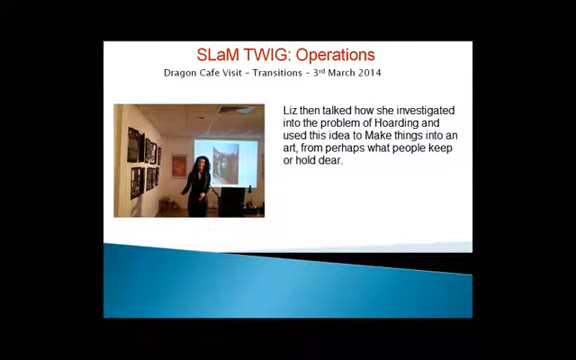 SLaM TWIG: Operations
Dragon Cafe Visit – Transitions – 3rd March 2014
Liz then talked how she investigated
into the problem of Hoarding and
used this idea to Make things into an
art, from perhaps what people keep
or hold dear.